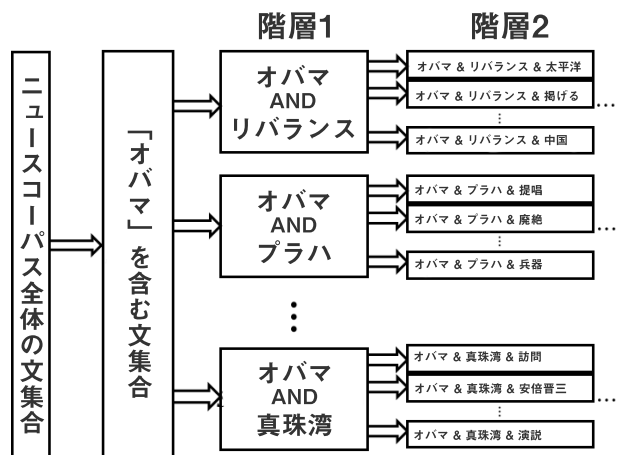 階層1
階層2
ニュースコーパス全体の文集合
「オバマ」を含む文集合
オバマ
AND
リバランス
オバマ & リバランス & 太平洋
オバマ & リバランス & 掲げる
…
⋮
オバマ & リバランス & 中国
オバマ
AND
プラハ
オバマ & プラハ & 提唱
オバマ & プラハ & 廃絶
…
⋮
オバマ & プラハ & 兵器
⋮
オバマ
AND
真珠湾
オバマ & 真珠湾 & 訪問
オバマ & 真珠湾 & 安倍晋三
…
⋮
オバマ & 真珠湾 & 演説